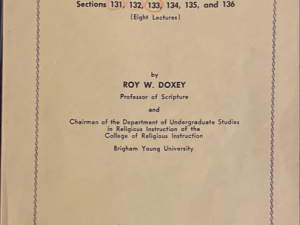 Sections 131, 132, 133, 134, 135, and 136
(Eight Lectures)
by
ROY W. DOXEY
Professor of Scripture
and
Chairman of the Department of Undergraduate Studies
in Religious Instruction of the
College of Religious Instruction
Brigham Young University